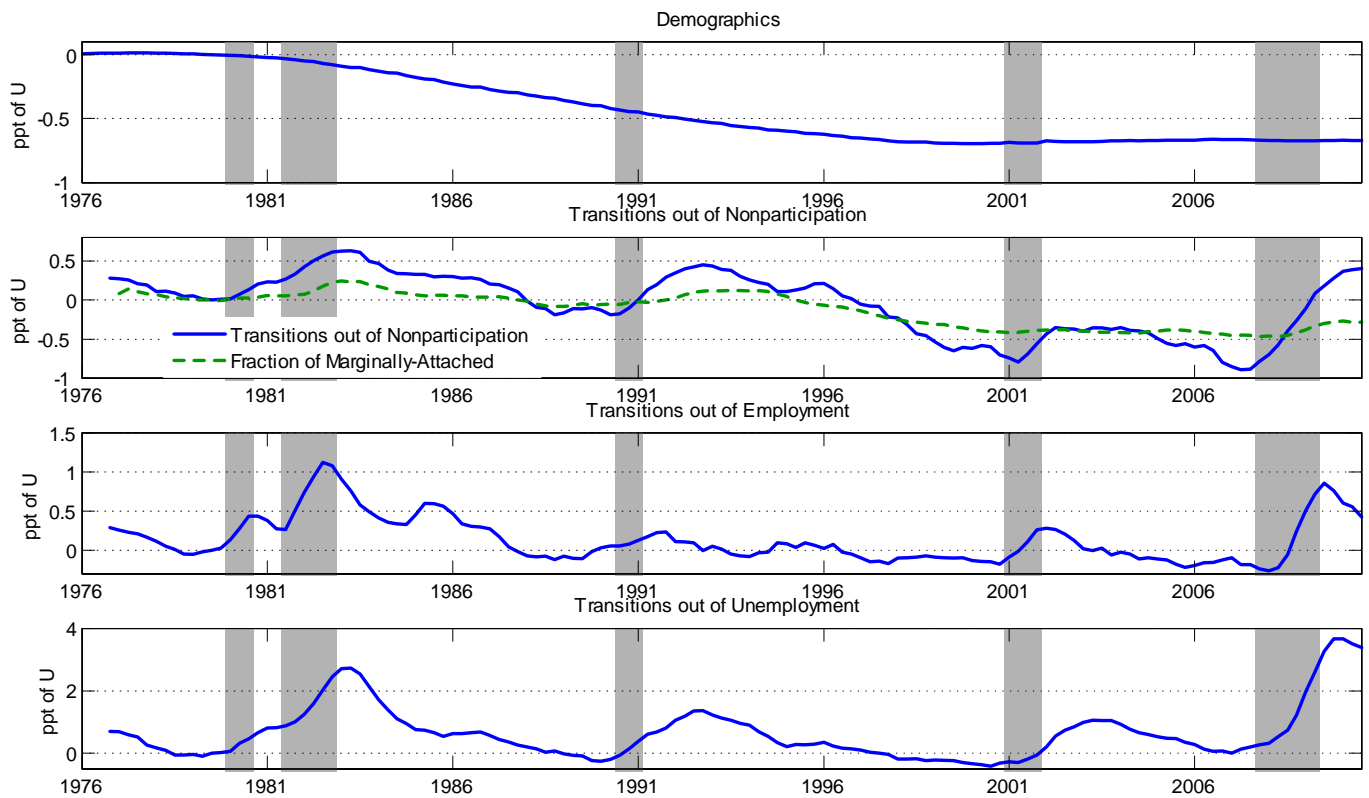 Demographics
ppt of U
0
-0.5
-1
1976 1981 1986 1991 1996 2001 2006
Transitions out of Nonparticipation
ppt of U
0.5
0
-0.5
-1
Transitions out of Nonparticipation
Fraction of Marginally-Attached
1976 1981 1986 1991 1996 2001 2006
Transitions out of Employment
ppt of U
1.5
1
0.5
0
1976 1981 1986 1991 1996 2001 2006
Transitions out of Unemployment
ppt of U
4
2
0
1976 1981 1986 1991 1996 2001 2006